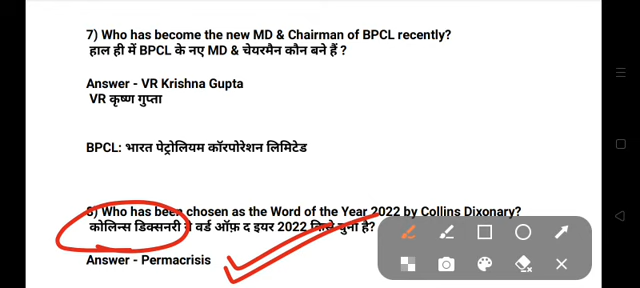 7) Who has become the new MD & Chairman of BPCL recently?
हाल ही में BPCL के नए MD & चेयरमैन कौन बने हैं ?
Answer - VR Krishna Gupta
VR कृष्ण गुप्ता
BPCL: भारत पेट्रोलियम कॉरपोरेशन लिमिटेड
8) Who has been chosen as the Word of the Year 2022 by Collins Dixonary?
कोलिन्स डिक्सनरी ने वर्ड ऑफ़ द इयर 2022 किसे चुना है?
Answer - Permacrisis